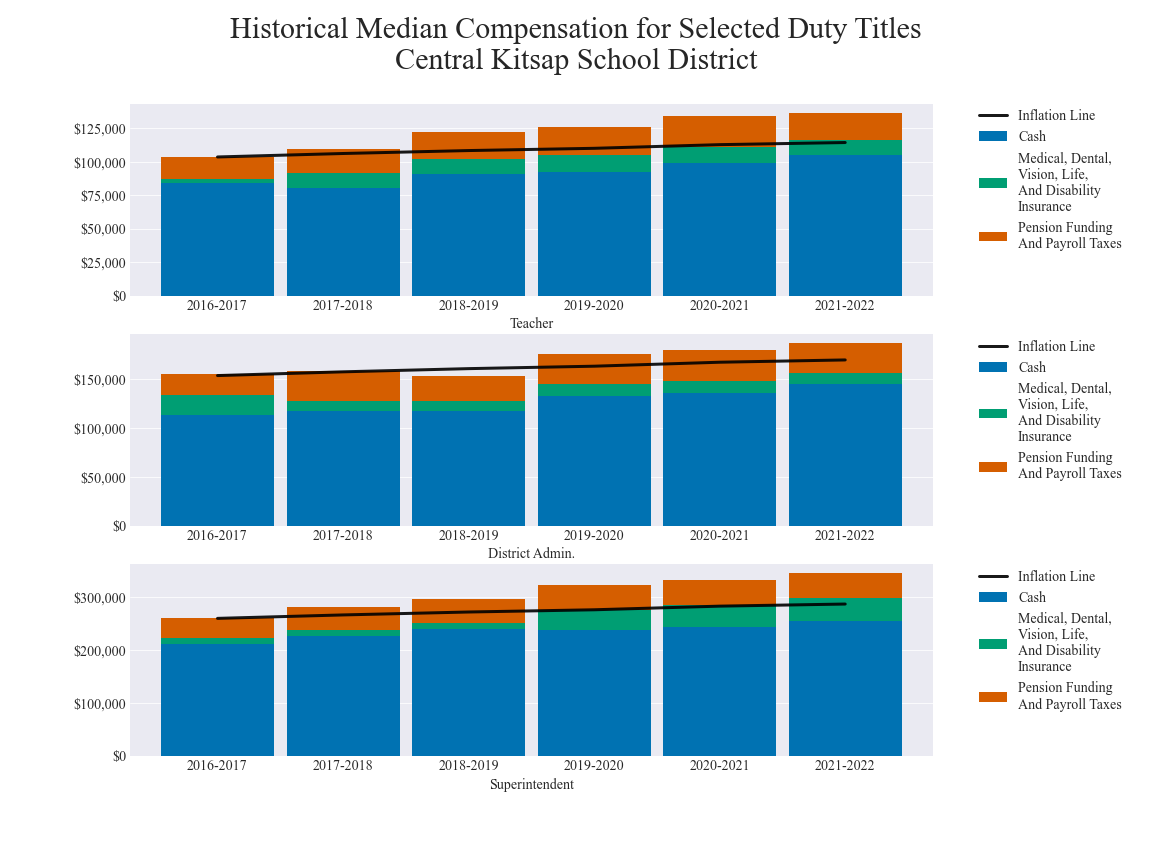 Historical Median Compensation for Selected Duty Titles
Central Kitsap School District
$125,000
$100,000
$75,000
$50,000
$25,000
$0
2016-2017
2017-2018
2018-2019
2019-2020
2020-2021
2021-2022
Teacher
Inflation Line
Cash
Medical, Dental,
Vision, Life,
And Disability
Insurance
Pension Funding
And Payroll Taxes
$150,000
$100,000
$50,000
$0
2016-2017
2017-2018
2018-2019
2019-2020
2020-2021
2021-2022
District Admin.
Inflation Line
Cash
Medical, Dental,
Vision, Life,
And Disability
Insurance
Pension Funding
And Payroll Taxes
$300,000
$200,000
$100,000
$0
2016-2017
2017-2018
2018-2019
2019-2020
2020-2021
2021-2022
Superintendent
Inflation Line
Cash
Medical, Dental,
Vision, Life,
And Disability
Insurance
Pension Funding
And Payroll Taxes